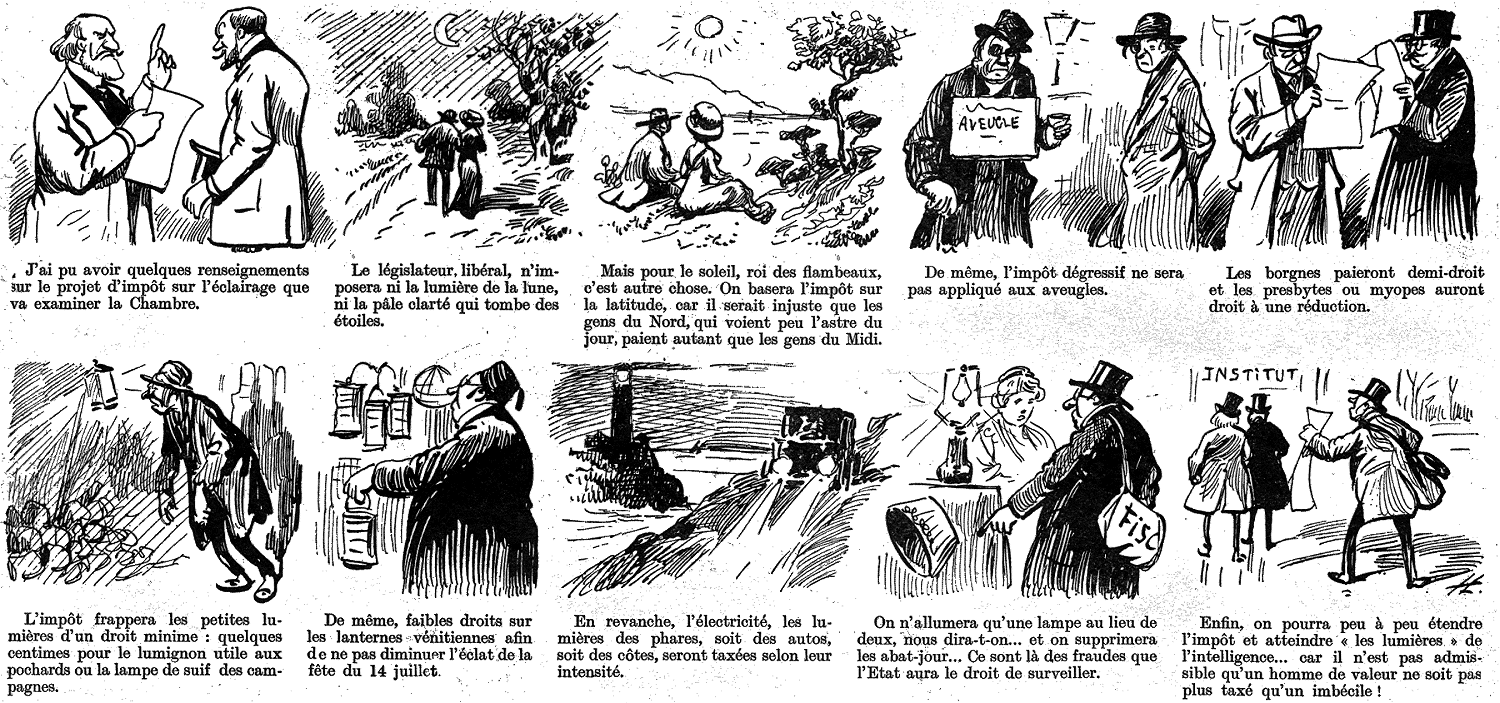 AVEUGLE
J'ai pu avoir quelques renseignements
sur le projet d'impôt sur l'éclairage que
va examiner la Chambre.
Le législateur, libéral, n'im-
posera ni la lumière de la lune,
ni la pâle clarté qui tombe des
étoiles.
Mais pour le soleil, roi des flambeaux,
c'est autre chose. On basera l'impôt sur
la latitude, car il serait injuste que les
gens du Nord, qui voient peu l'astre du
jour, paient autant que les gens du Midi.
De même, l'impôt dégressif ne sera
pas appliqué aux aveugles.
Les borgnes paieront demi-droit
et les presbytes ou myopes auront
droit à une réduction.
FISC
INSTITUT
L'impôt frappera les petites lu-
mières d'un droit minime : quelques
centimes pour le lumignon utile aux
pochards ou la lampe de suif des cam-
pagnes.
De même, faibles droits sur
les lanternes vénitiennes afin
de ne pas diminuer l'éclat de la
fête du 14 juillet.
En revanche, l'électricité, les lu-
mières des phares, soit des autos,
soit des côtes, seront taxées selon leur
intensité.
On n'allumera qu'une lampe au lieu de
deux, nous dira-t-on... et on supprimera
les abat-jour... Ce sont là des fraudes que
l'Etat aura le droit de surveiller.
Enfin, on pourra peu à peu étendre
l'impôt et atteindre « les lumières » de
l'intelligence... car il n'est pas admis-
sible qu'un homme de valeur ne soit pas
plus taxé qu'un imbécile !